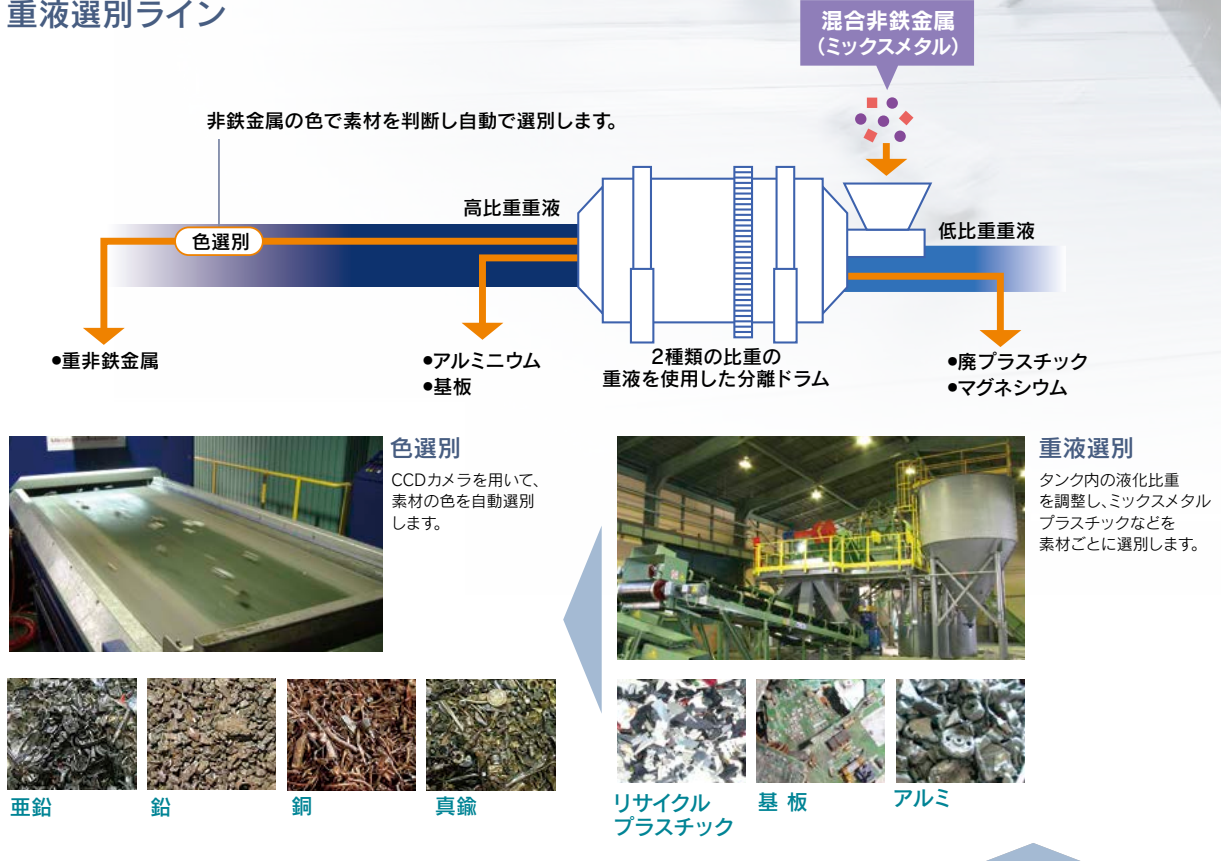 重液選別ライン
混合非鉄金属
（ミックスメタル）
非鉄金属の色で素材を判断し自動で選別します。
高比重重液
低比重重液
色選別
●重非鉄金属
●アルミニウム
●基板
2種類の比重の
重液を使用した分離ドラム
●廃プラスチック
●マグネシウム
色選別
CCDカメラを用いて、
素材の色を自動選別
します。
重液選別
タンク内の液化比重
を調整し、ミックスメタル
プラスチックなどを
素材ごとに選別します。
亜鉛
鉛
銅
真鍮
リサイクル
プラスチック
基 板
アルミ